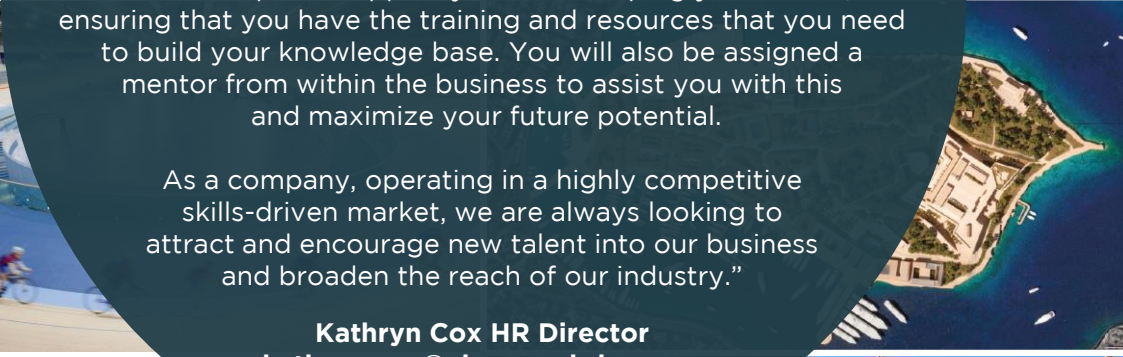 ensuring that you have the training and resources that you need
to build your knowledge base. You will also be assigned a
mentor from within the business to assist you with this
and maximize your future potential.
As a company, operating in a highly competitive
skills-driven market, we are always looking to
attract and encourage new talent into our business
and broaden the reach of our industry.”
Kathryn Cox HR Director